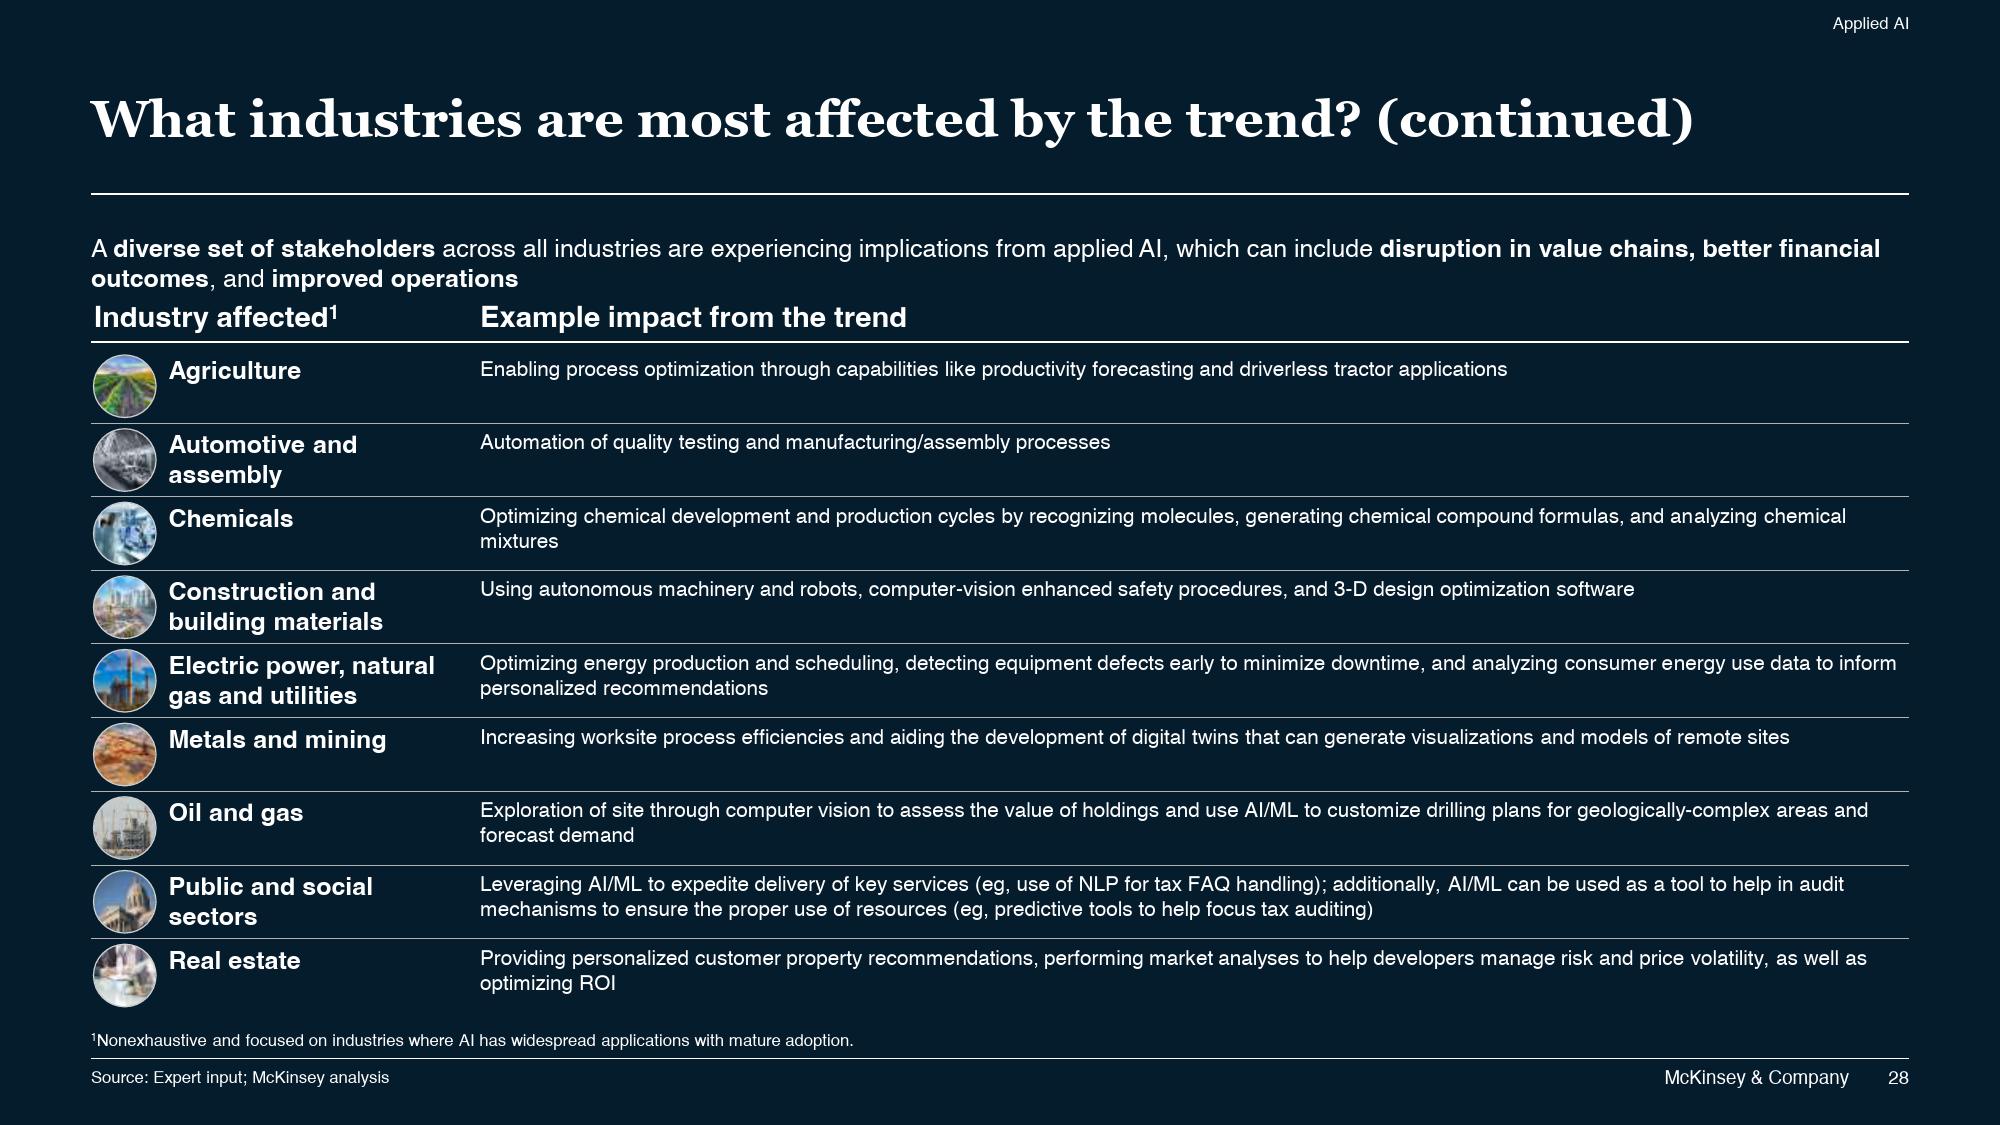 Applied AI
What industries are most affected by the trend? (continued)
A diverse set of stakeholders across all industries are experiencing implications from applied AI, which can include disruption in value chains, better financial
outcomes, and improved operations
Industry affected¹
Example impact from the trend
Agriculture
Enabling process optimization through capabilities like productivity forecasting and driverless tractor applications
Automotive and
assembly
Automation of quality testing and manufacturing/assembly processes
Chemicals
Optimizing chemical development and production cycles by recognizing molecules, generating chemical compound formulas, and analyzing chemical
mixtures
Construction and
building materials
Using autonomous machinery and robots, computer-vision enhanced safety procedures, and 3-D design optimization software
Electric power, natural
gas and utilities
Optimizing energy production and scheduling, detecting equipment defects early to minimize downtime, and analyzing consumer energy use data to inform
personalized recommendations
Metals and mining
Increasing worksite process efficiencies and aiding the development of digital twins that can generate visualizations and models of remote sites
Oil and gas
Exploration of site through computer vision to assess the value of holdings and use AI/ML to customize drilling plans for geologically-complex areas and
forecast demand
Public and social
sectors
Leveraging AI/ML to expedite delivery of key services (eg, use of NLP for tax FAQ handling); additionally, AI/ML can be used as a tool to help in audit
mechanisms to ensure the proper use of resources (eg, predictive tools to help focus tax auditing)
Real estate
Providing personalized customer property recommendations, performing market analyses to help developers manage risk and price volatility, as well as
optimizing ROI
¹Nonexhaustive and focused on industries where AI has widespread applications with mature adoption.
Source: Expert input; McKinsey analysis
McKinsey & Company 28